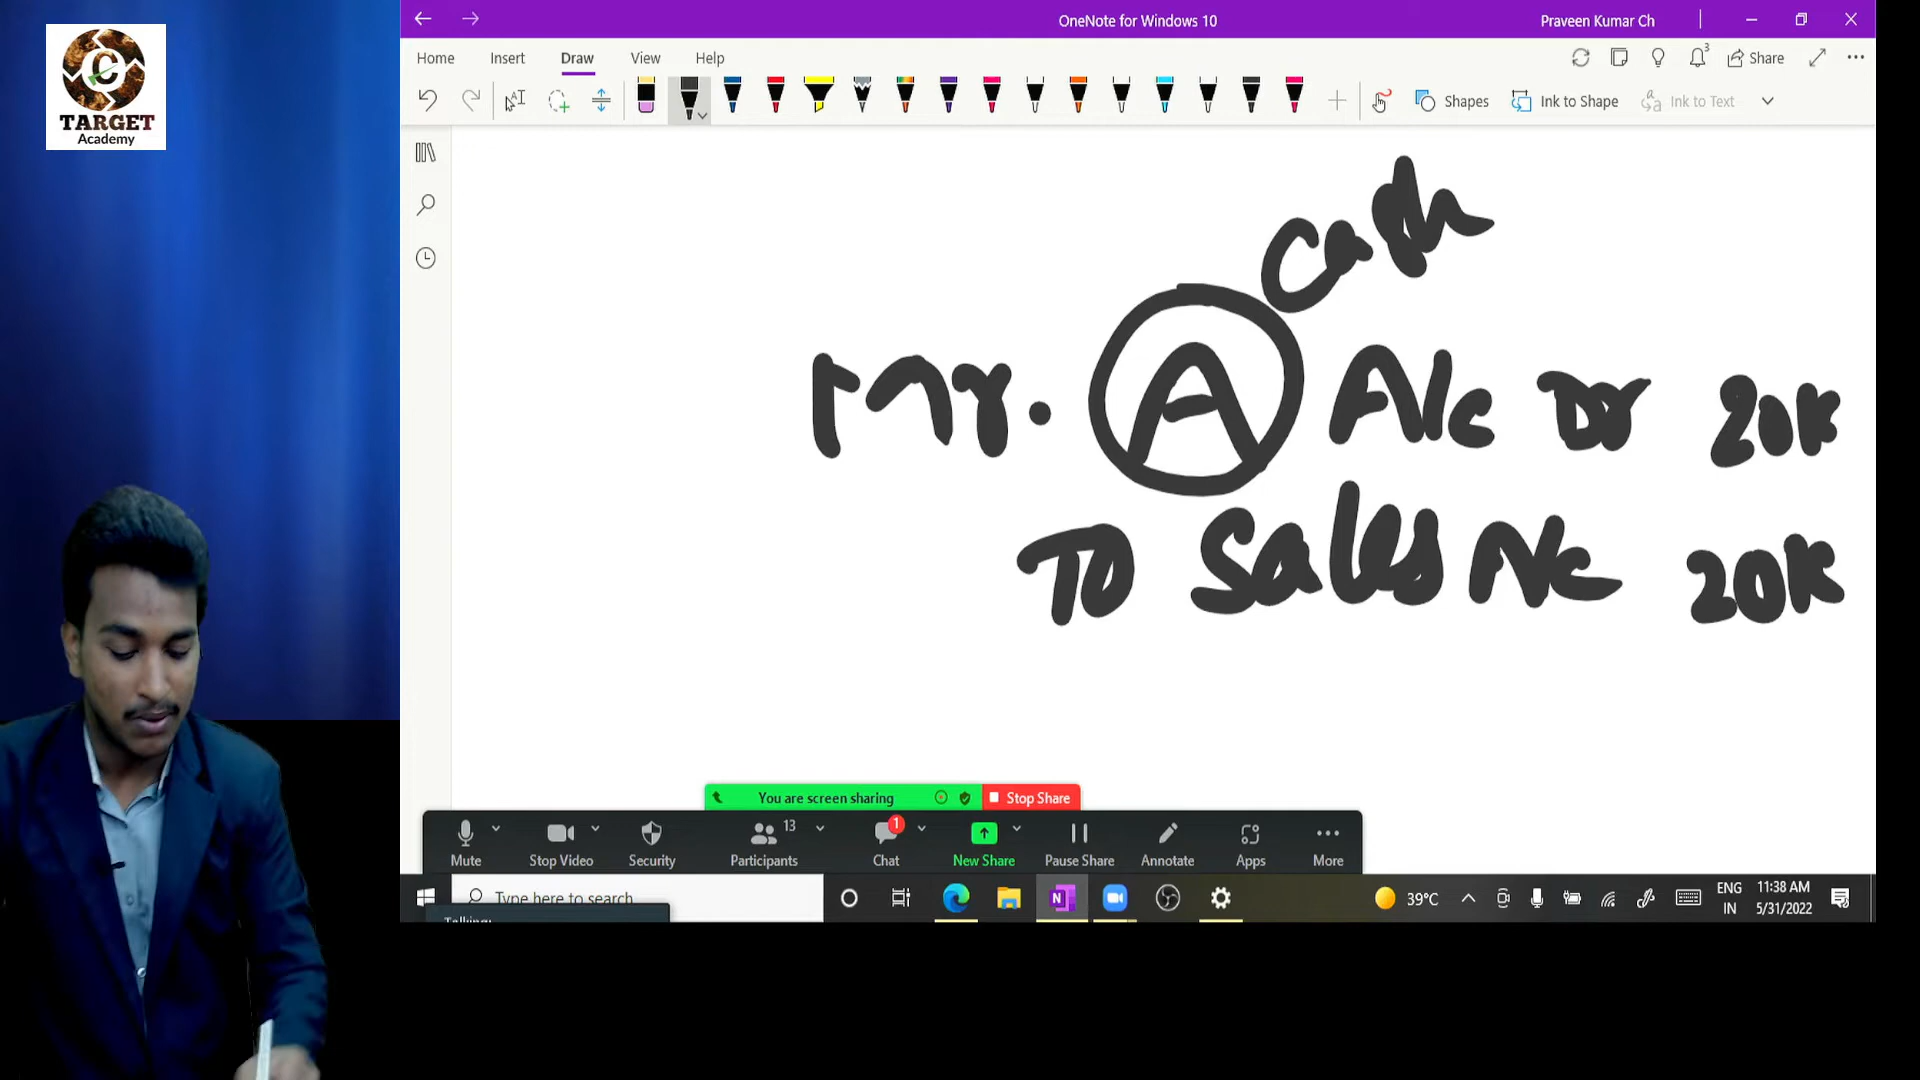 C
TARGET
Academy
OneNote for Windows 10
Praveen Kumar Ch
Home Insert Draw View Help
3
Share
Shapes Ink to Shape Ink to Text
Cash
Mr. A A/c Dr 20K
To Sales A/c 20K
You are screen sharing Stop Share
Mute Stop Video Security Participants 13 Chat 1 New Share Pause Share Annotate Apps More
Type here to search
Talking:
39°C
ENG
IN
11:38 AM
5/31/2022